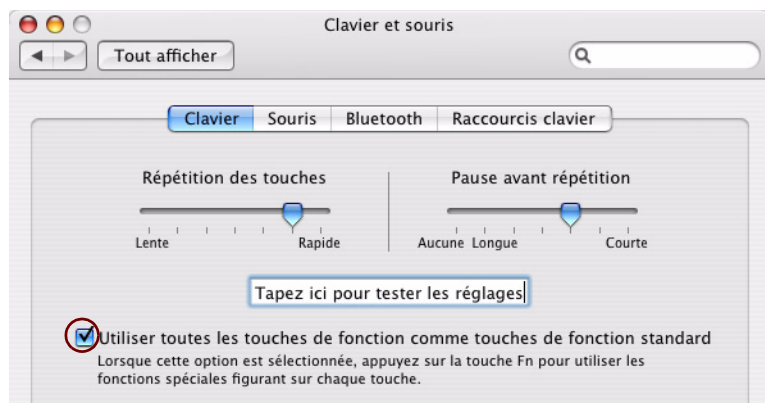 Clavier et souris
Tout afficher
Clavier Souris Bluetooth Raccourcis clavier
Répétition des touches Pause avant répétition
Lente Rapide Aucune Longue Courte
Tapez ici pour tester les réglages
Utiliser toutes les touches de fonction comme touches de fonction standard
Lorsque cette option est sélectionnée, appuyez sur la touche Fn pour utiliser les
fonctions spéciales figurant sur chaque touche.